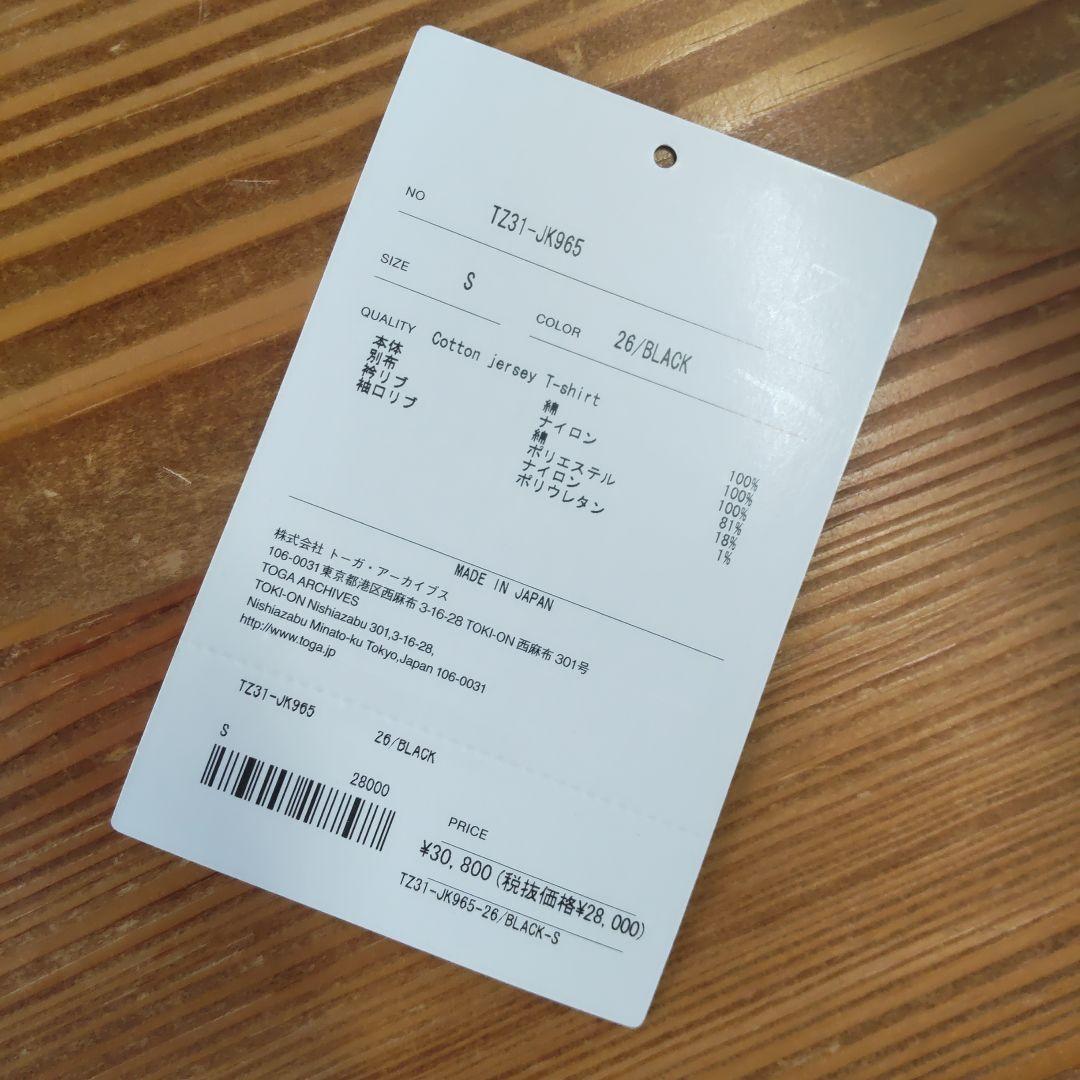 NO TZ31-JK965
SIZE S
COLOR 26/BLACK
QUALITY Cotton jersey T-shirt
本体 綿 100%
別布 ナイロン 100%
衿リブ 綿 100%
袖口リブ ポリエステル 81%
ナイロン 18%
ポリウレタン 1%
MADE IN JAPAN
株式会社 トーガ・アーカイブス
106-0031東京都港区西麻布 3-16-28 TOKI-ON 西麻布 301号
TOGA ARCHIVES
TOKI-ON Nishiazabu 301,3-16-28,
Nishiazabu Minato-ku Tokyo,Japan 106-0031
http://www.toga.jp
TZ31-JK965
S 26/BLACK
28000
PRICE
¥30,800(税抜価格¥28,000)
TZ31-JK965-26/BLACK-S